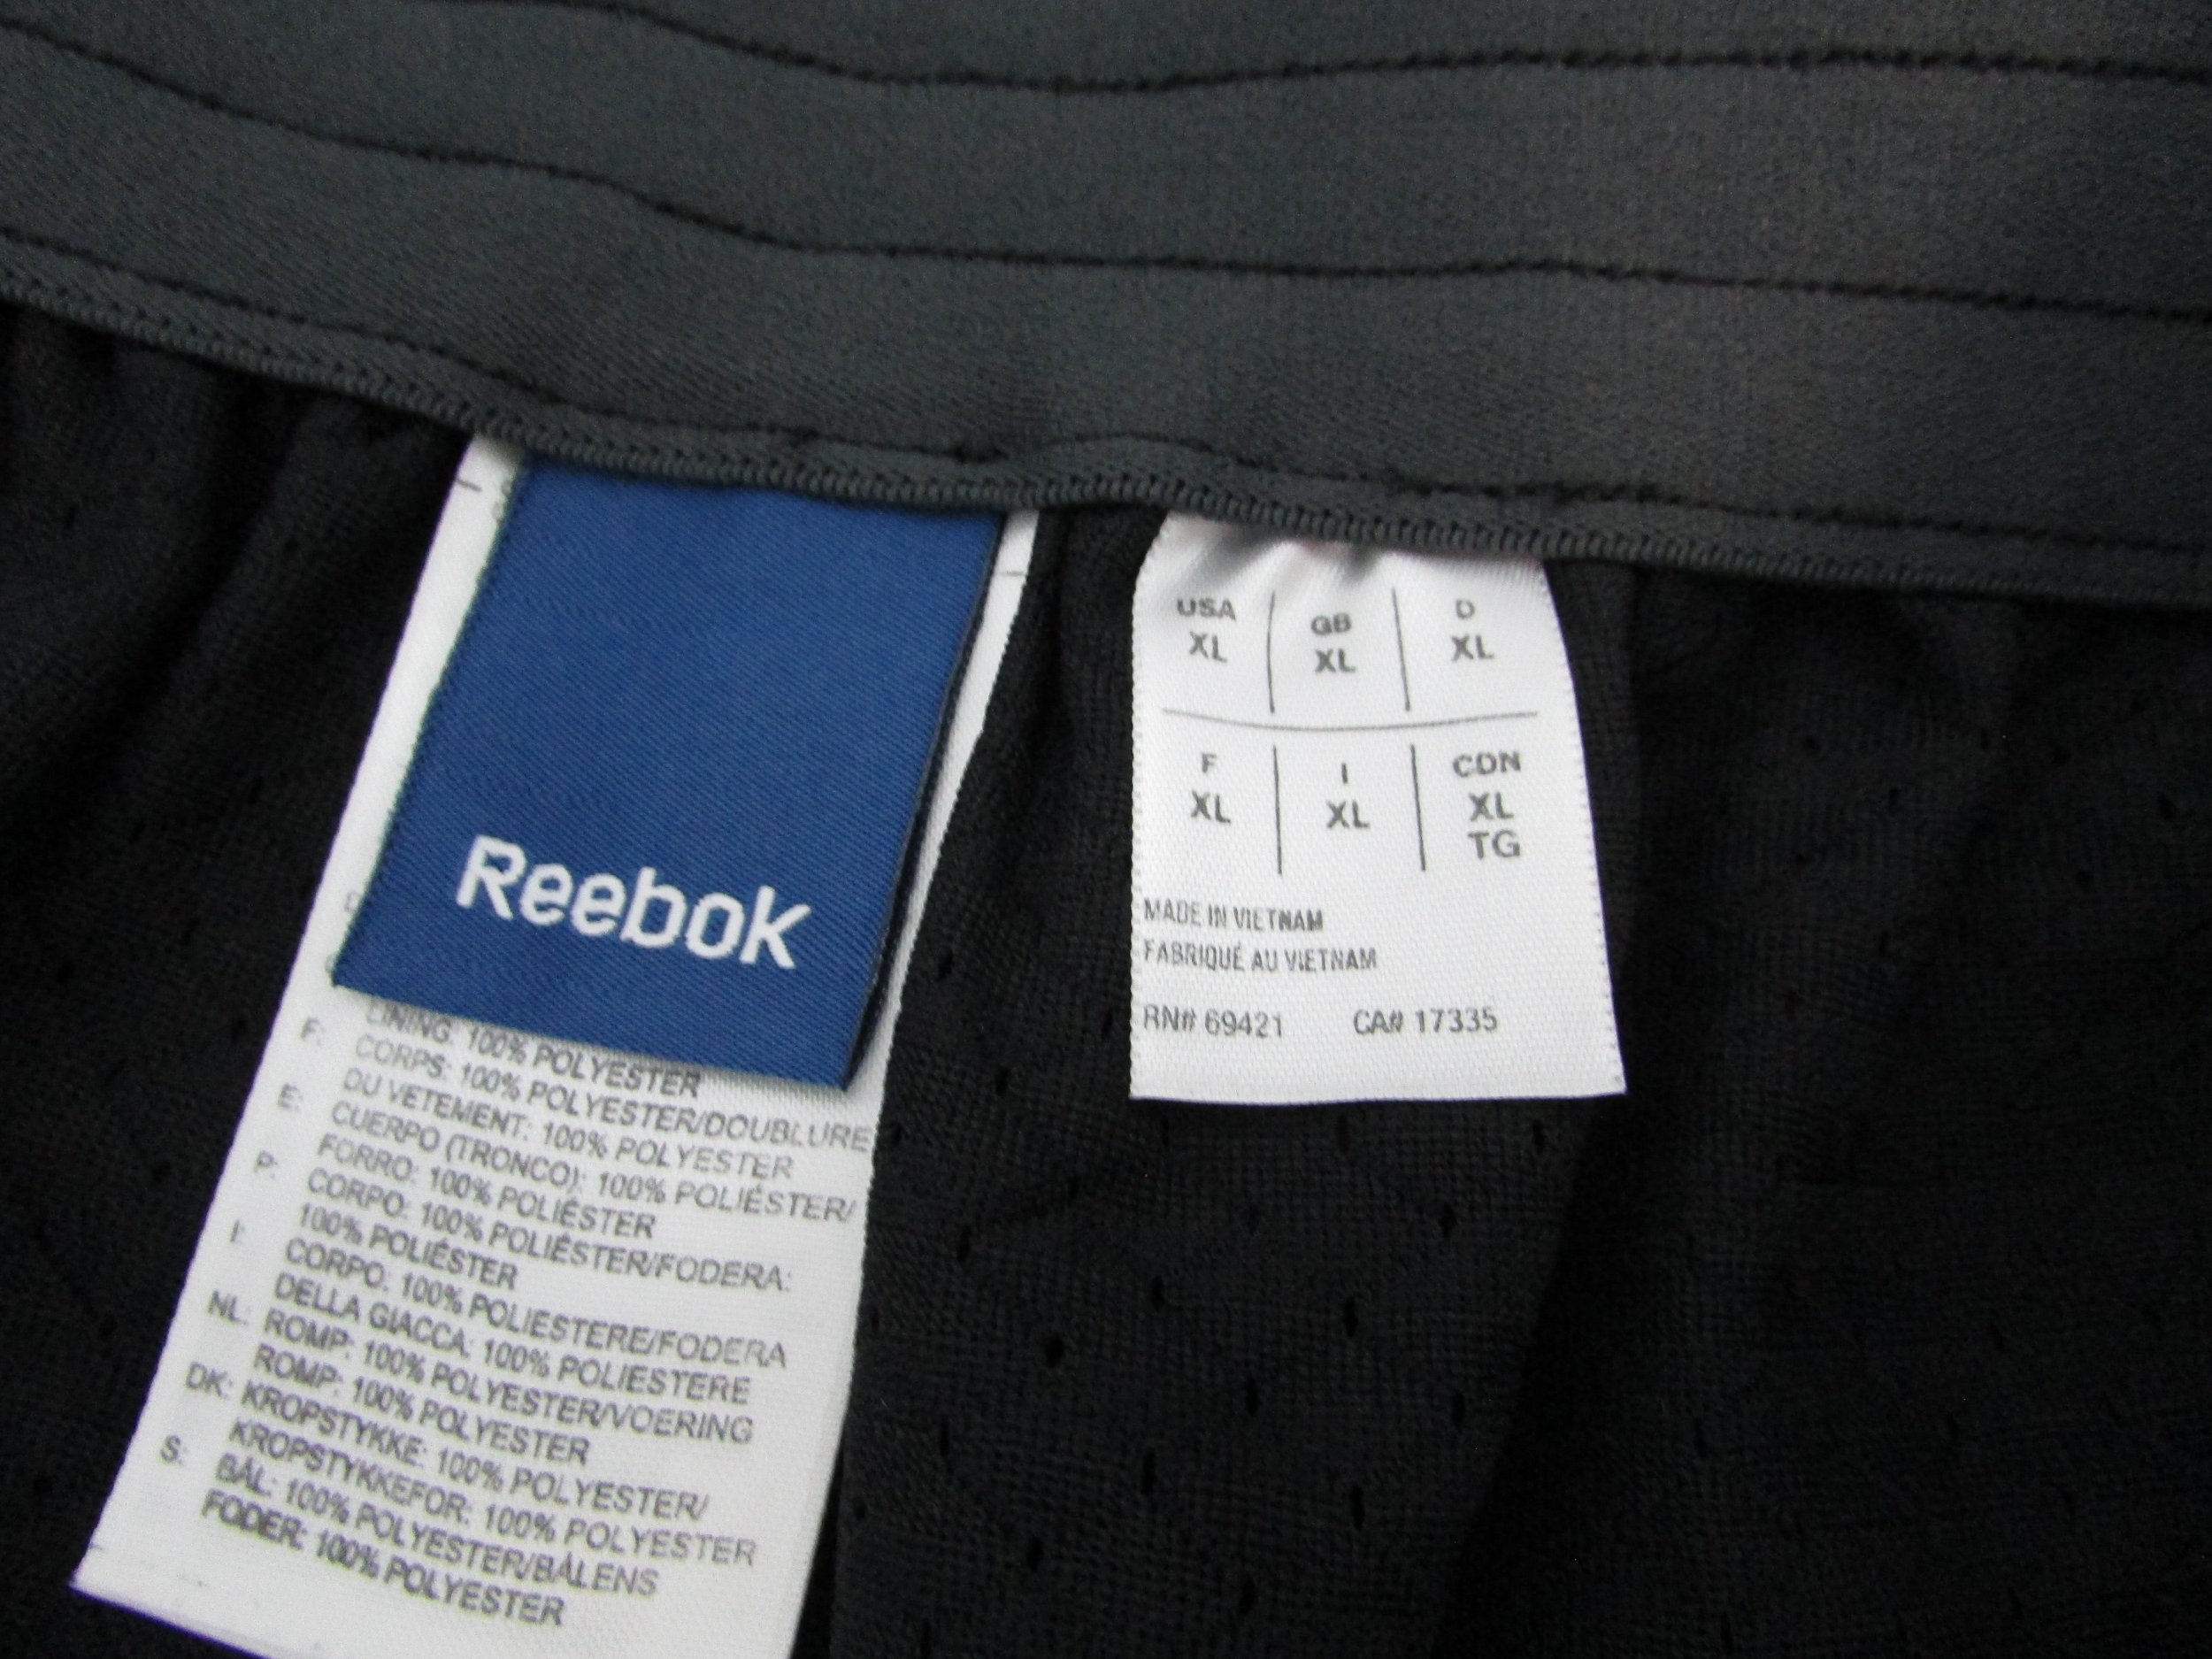 Reebok
LINING: 100% POLYESTER
F: CORPS: 100% POLYESTER/DOUBLURE
DU VETEMENT: 100% POLYESTER
E: CUERPO (TRONCO): 100% POLIÉSTER/
FORRO: 100% POLIÉSTER
P: CORPO: 100% POLIÉSTER/FODERA:
100% POLIÉSTER
I: CORPO: 100% POLIESTERE/FODERA
DELLA GIACCA: 100% POLIESTERE
NL: ROMP: 100% POLYESTER/VOERING
ROMP: 100% POLYESTER
DK: KROPSTYKKE: 100% POLYESTER/
KROPSTYKKEFOR: 100% POLYESTER
S: BÅL: 100% POLYESTER/BÅLENS
FODER: 100% POLYESTER
USA GB D
XL XL XL
F I CDN
XL XL XL
TG
MADE IN VIETNAM
FABRIQUÉ AU VIETNAM
RN# 69421 CA# 17335